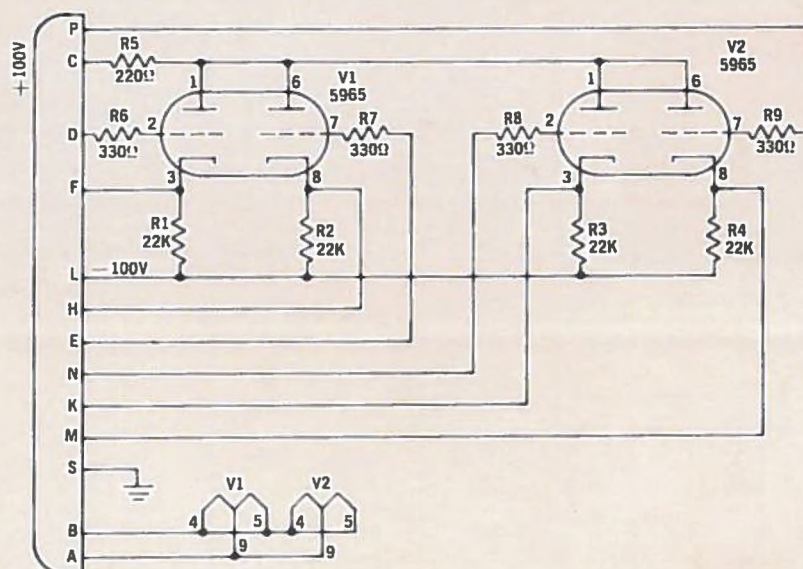 +100V
P
C R5
220Ω
1 6
V1
5965
1 6
V2
5965
D R6
330Ω
2 7 R7
330Ω
R8
330Ω
2 7 R9
330Ω
3 8
3 8
F
R1
22K
R2
22K
R3
22K
R4
22K
L −100V
H
E
N
K
M
S
V1 V2
B 4 5 4 5
A 9 9